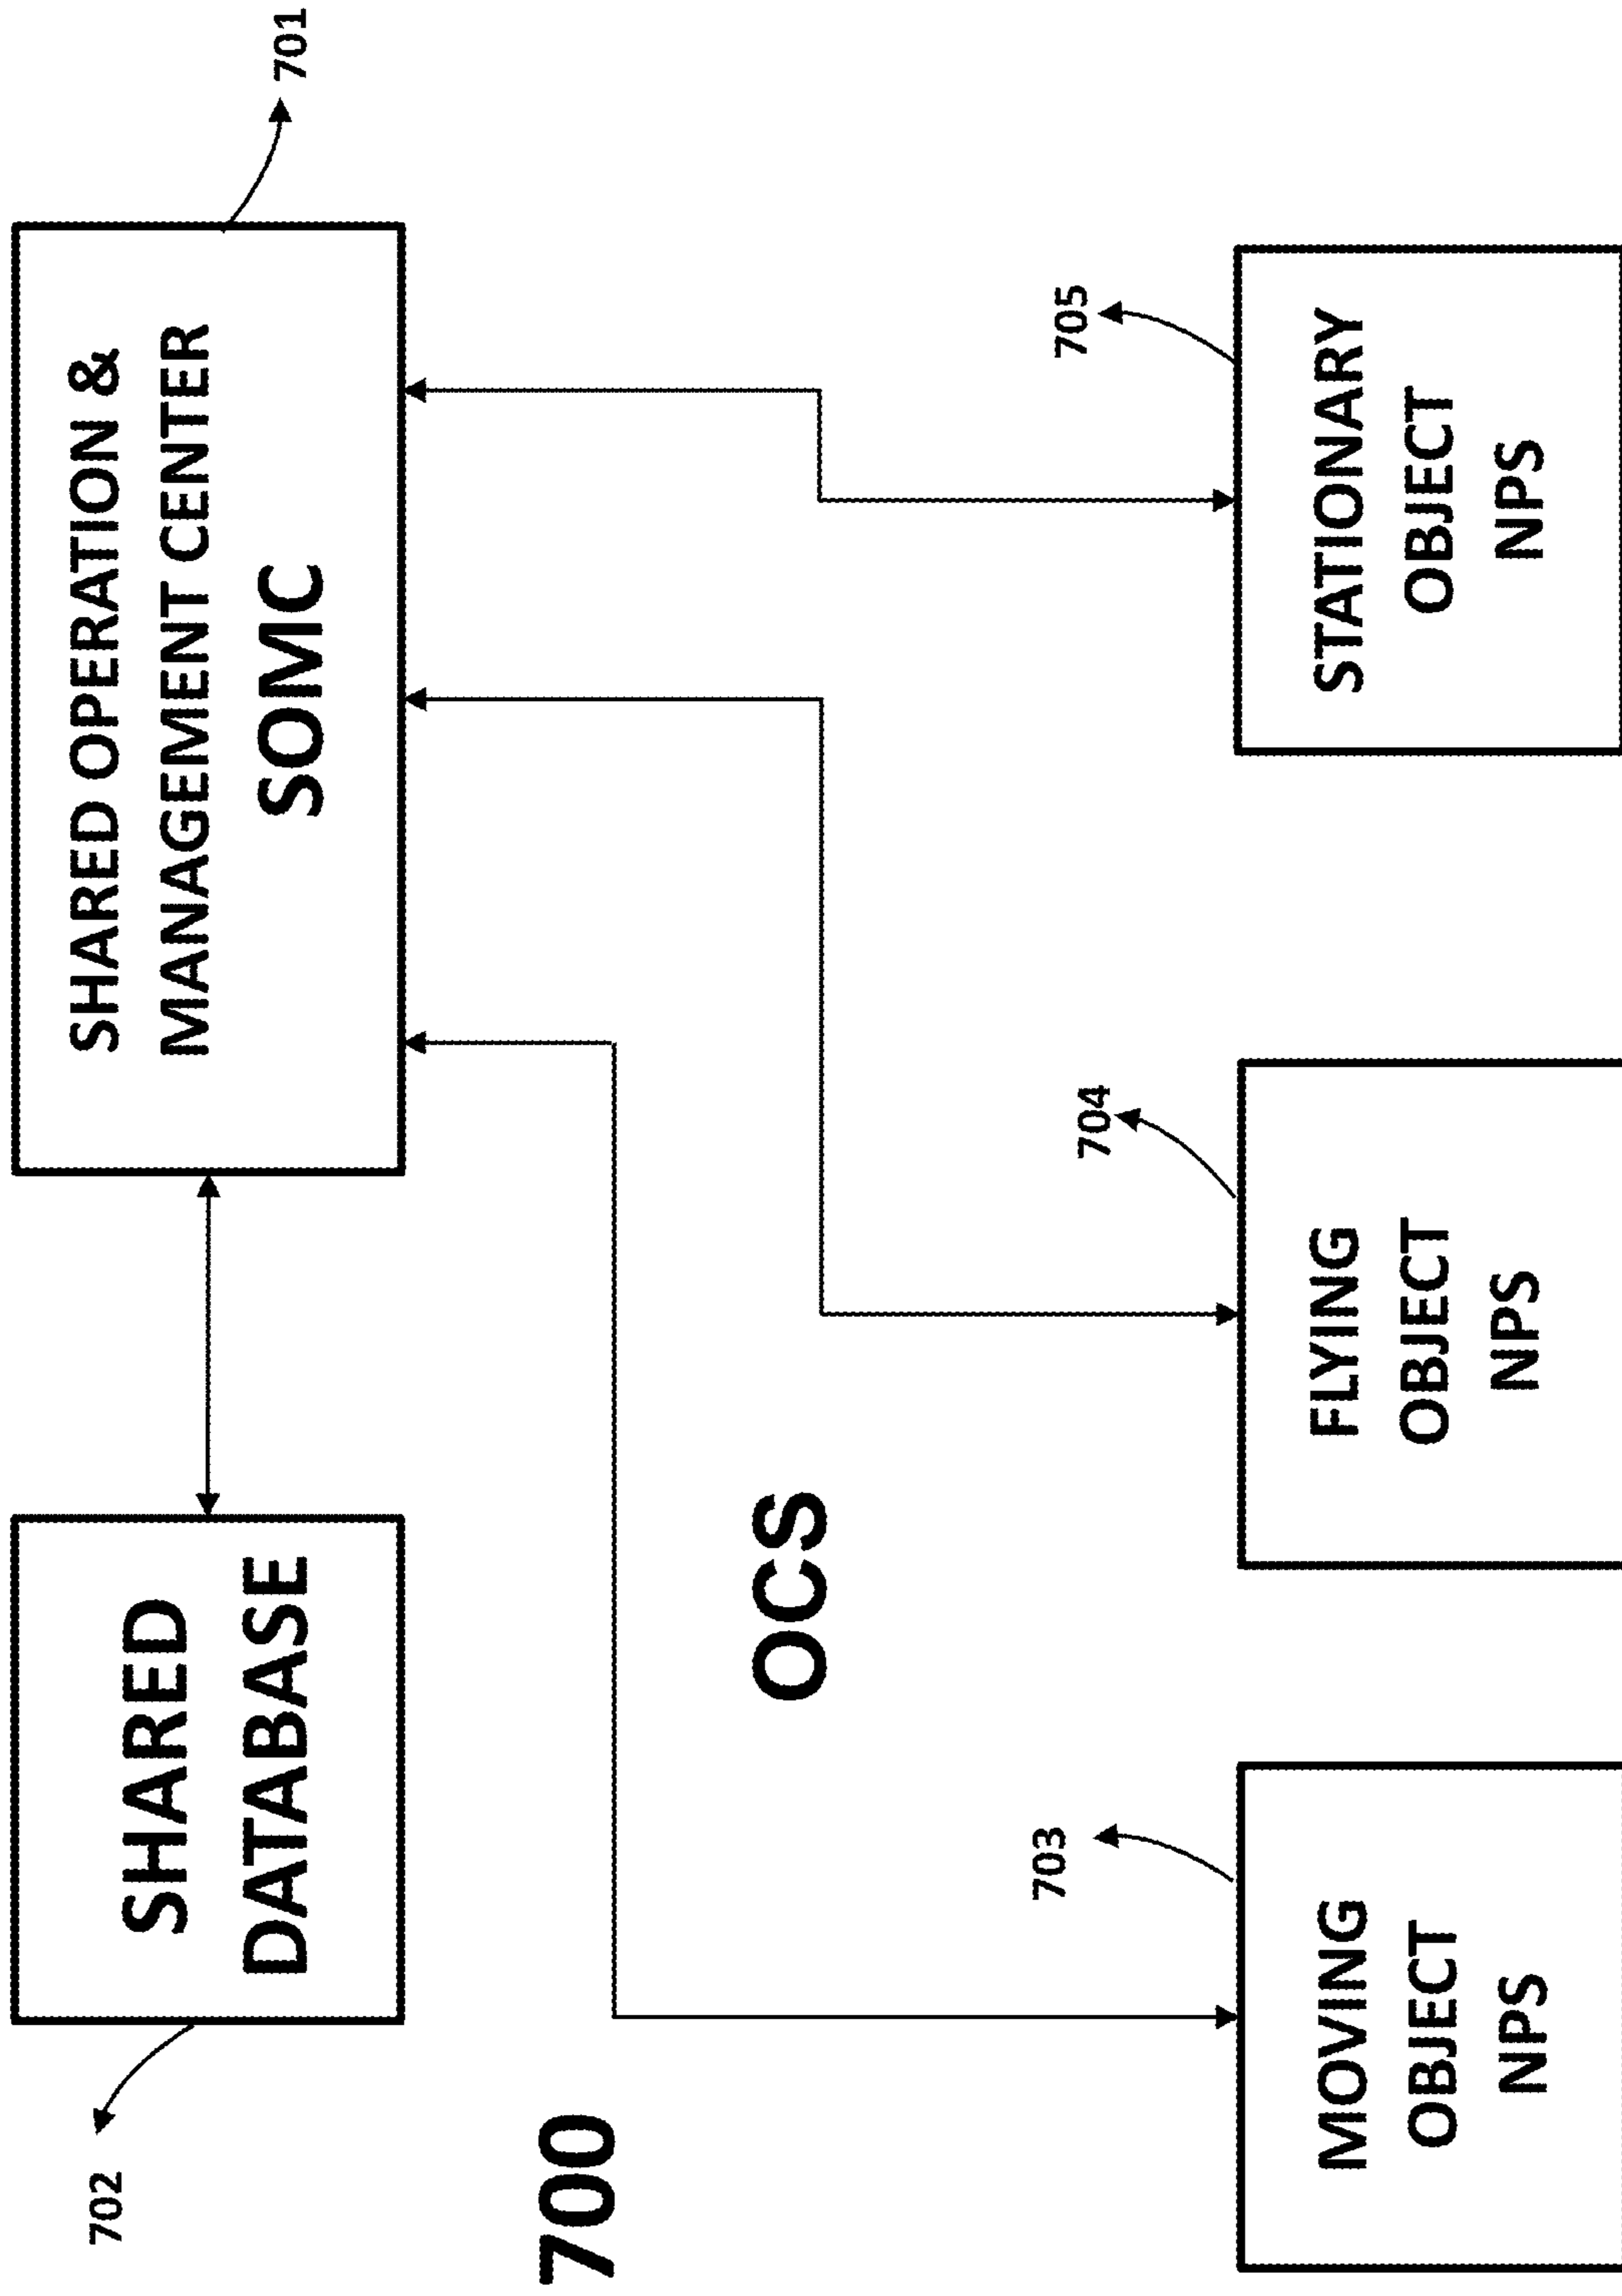 702
SHARED
DATABASE
SHARED OPERATION &
MANAGEMENT CENTER
SOMC
701
700
OCS
703
704
705
MOVING
OBJECT
NPS
FLYING
OBJECT
NPS
STATIONARY
OBJECT
NPS